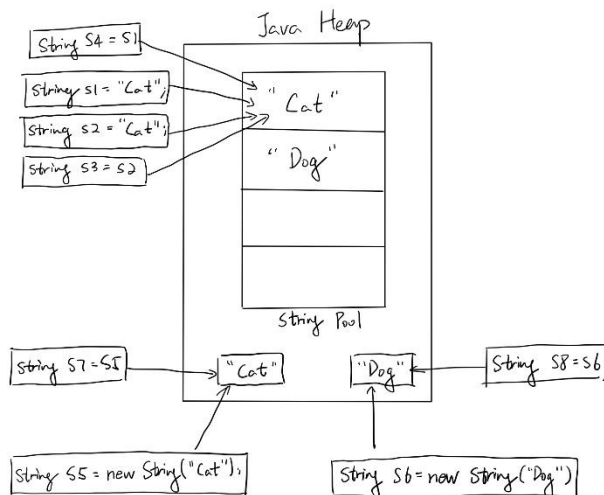 Java Heap
String S4 = S1
String S1 = "Cat";
String S2 = "Cat";
String S3 = S2
"Cat"
"Dog"
String Pool
String S7 = S5
"Cat"
"Dog"
String S8 = S6
String S5 = new String("Cat");
String S6 = new String("Dog")